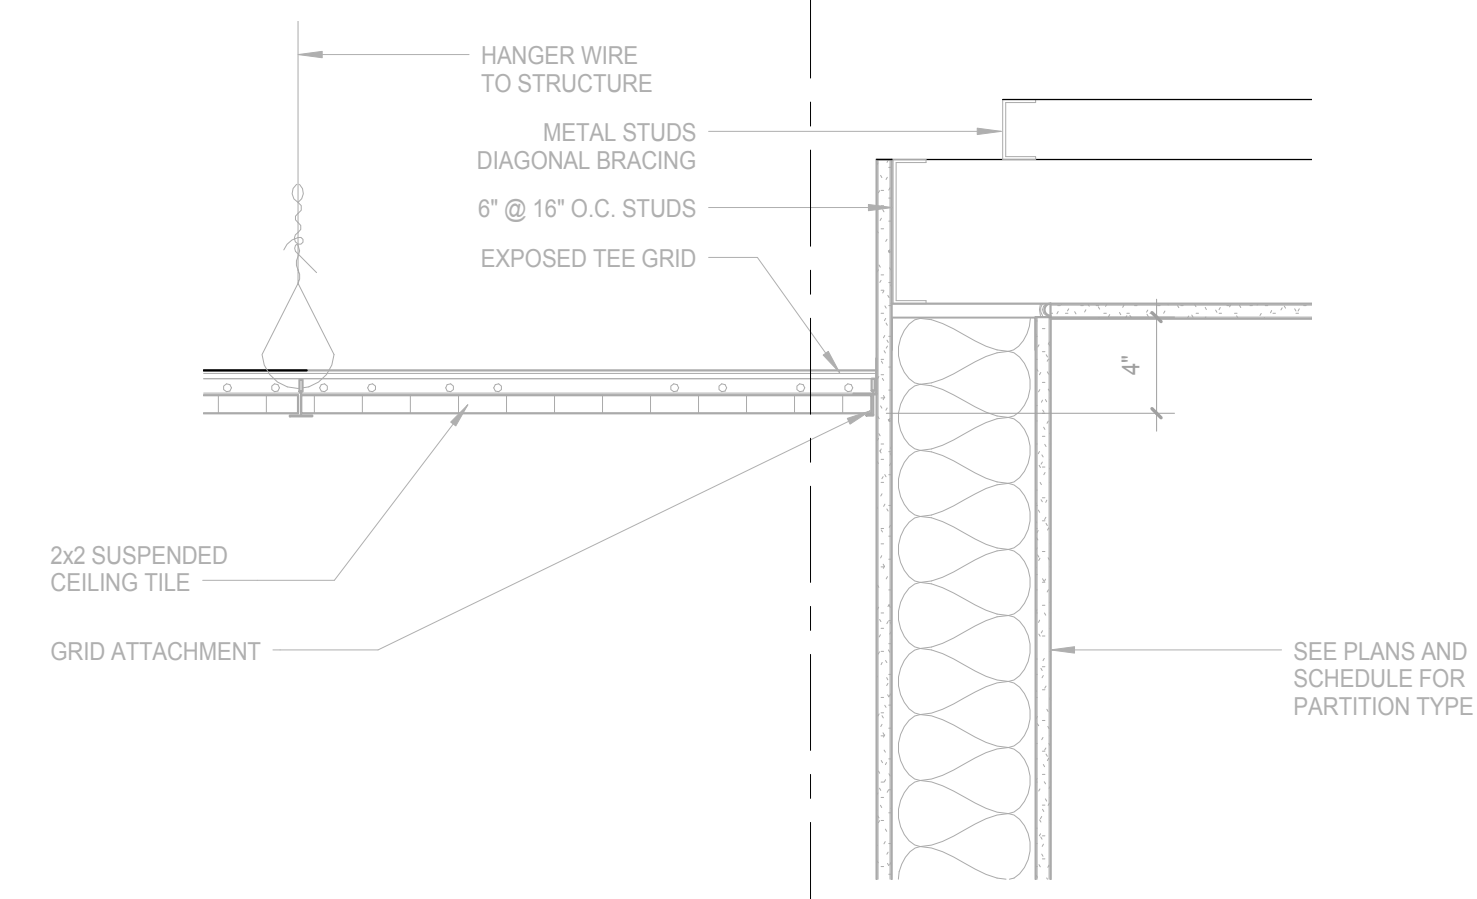 HANGER WIRE
TO STRUCTURE
METAL STUDS
DIAGONAL BRACING
6" @ 16" O.C. STUDS
EXPOSED TEE GRID
4"
2x2 SUSPENDED
CEILING TILE
GRID ATTACHMENT
SEE PLANS AND
SCHEDULE FOR
PARTITION TYPE